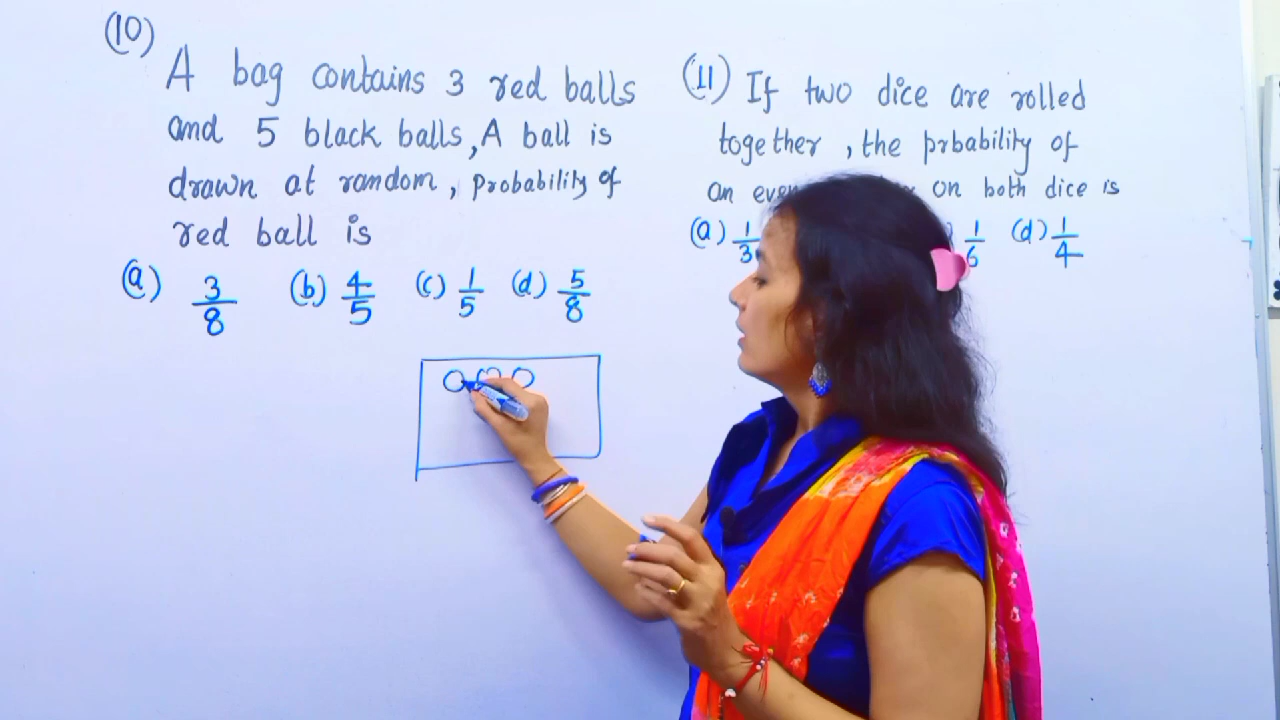 (10)
A bag contains 3 red balls
and 5 black balls, A ball is
drawn at random, Probability of
red ball is
(a) 3/8 (b) 4/5 (c) 1/5 (d) 5/8
(11) If two dice are rolled
together, the prbability of
an even on both dice is
(a) 1/3 1/6 (d) 1/4